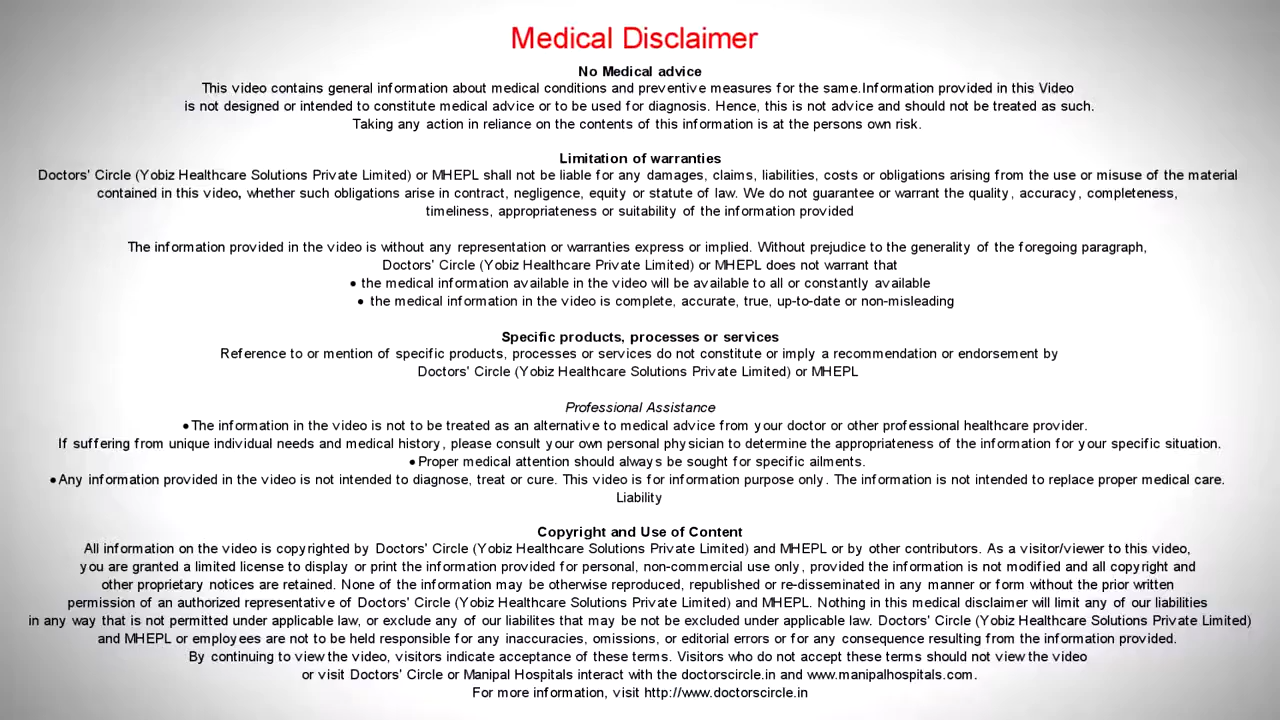 Medical Disclaimer
No Medical advice
This video contains general information about medical conditions and preventive measures for the same.Information provided in this Video
is not designed or intended to constitute medical advice or to be used for diagnosis. Hence, this is not advice and should not be treated as such.
Taking any action in reliance on the contents of this information is at the persons own risk.
Limitation of warranties
Doctors' Circle (Yobiz Healthcare Solutions Private Limited) or MHEPL shall not be liable for any damages, claims, liabilities, costs or obligations arising from the use or misuse of the material
contained in this video, whether such obligations arise in contract, negligence, equity or statute of law. We do not guarantee or warrant the quality, accuracy, completeness,
timeliness, appropriateness or suitability of the information provided
The information provided in the video is without any representation or warranties express or implied. Without prejudice to the generality of the foregoing paragraph,
Doctors' Circle (Yobiz Healthcare Private Limited) or MHEPL does not warrant that
• the medical information available in the video will be available to all or constantly available
• the medical information in the video is complete, accurate, true, up-to-date or non-misleading
Specific products, processes or services
Reference to or mention of specific products, processes or services do not constitute or imply a recommendation or endorsement by
Doctors' Circle (Yobiz Healthcare Solutions Private Limited) or MHEPL
Professional Assistance
•The information in the video is not to be treated as an alternative to medical advice from your doctor or other professional healthcare provider.
If suffering from unique individual needs and medical history, please consult your own personal physician to determine the appropriateness of the information for your specific situation.
•Proper medical attention should always be sought for specific ailments.
•Any information provided in the video is not intended to diagnose, treat or cure. This video is for information purpose only. The information is not intended to replace proper medical care.
Liability
Copyright and Use of Content
All information on the video is copyrighted by Doctors' Circle (Yobiz Healthcare Solutions Private Limited) and MHEPL or by other contributors. As a visitor/viewer to this video,
you are granted a limited license to display or print the information provided for personal, non-commercial use only, provided the information is not modified and all copyright and
other proprietary notices are retained. None of the information may be otherwise reproduced, republished or re-disseminated in any manner or form without the prior written
permission of an authorized representative of Doctors' Circle (Yobiz Healthcare Solutions Private Limited) and MHEPL. Nothing in this medical disclaimer will limit any of our liabilities
in any way that is not permitted under applicable law, or exclude any of our liabilites that may be not be excluded under applicable law. Doctors' Circle (Yobiz Healthcare Solutions Private Limited)
and MHEPL or employees are not to be held responsible for any inaccuracies, omissions, or editorial errors or for any consequence resulting from the information provided.
By continuing to view the video, visitors indicate acceptance of these terms. Visitors who do not accept these terms should not view the video
or visit Doctors' Circle or Manipal Hospitals interact with the doctorscircle.in and www.manipalhospitals.com.
For more information, visit http://www.doctorscircle.in